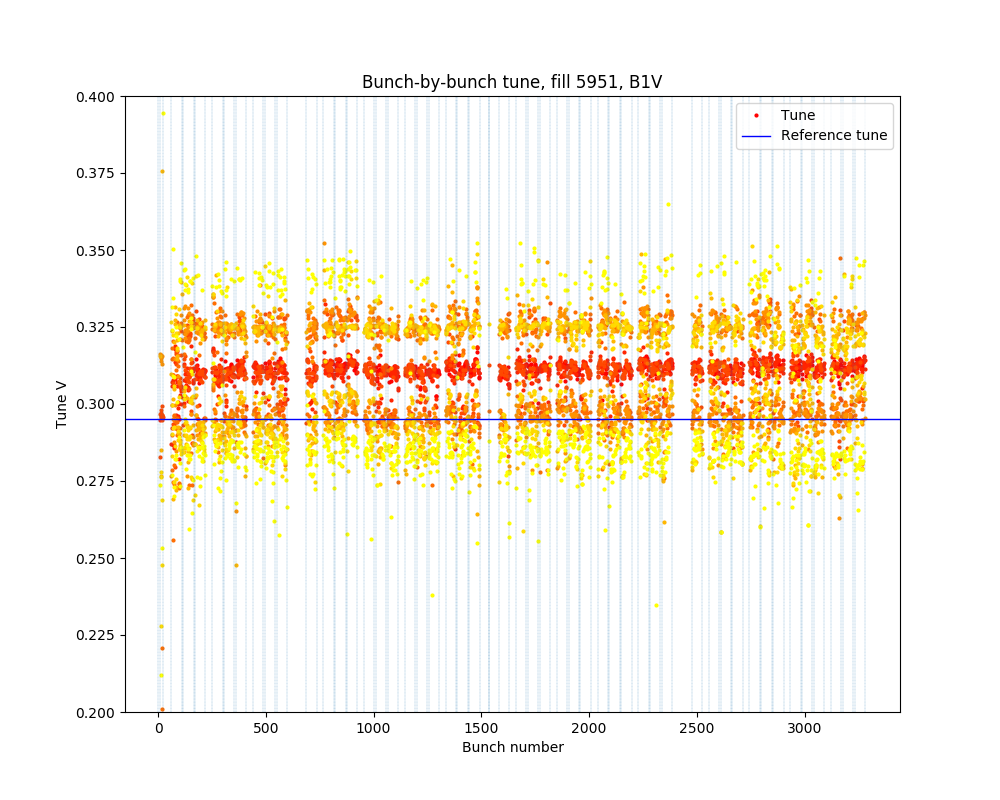 Bunch-by-bunch tune, fill 5951, B1V
Tune
Reference tune
0.400
0.375
0.350
0.325
0.300
0.275
0.250
0.225
0.200
Tune V
0 500 1000 1500 2000 2500 3000
Bunch number